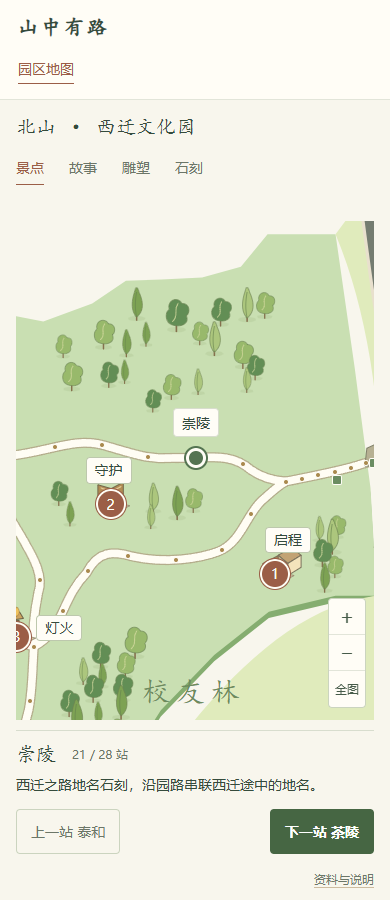 山中有路
园区地图
北山 • 西迁文化园
景点 故事 雕塑 石刻
崇陵
守护
2
启程
1
3
灯火
+
−
全图
校友林
崇陵 21 / 28 站
西迁之路地名石刻，沿园路串联西迁途中的地名。
上一站 泰和 下一站 茶陵
资料与说明